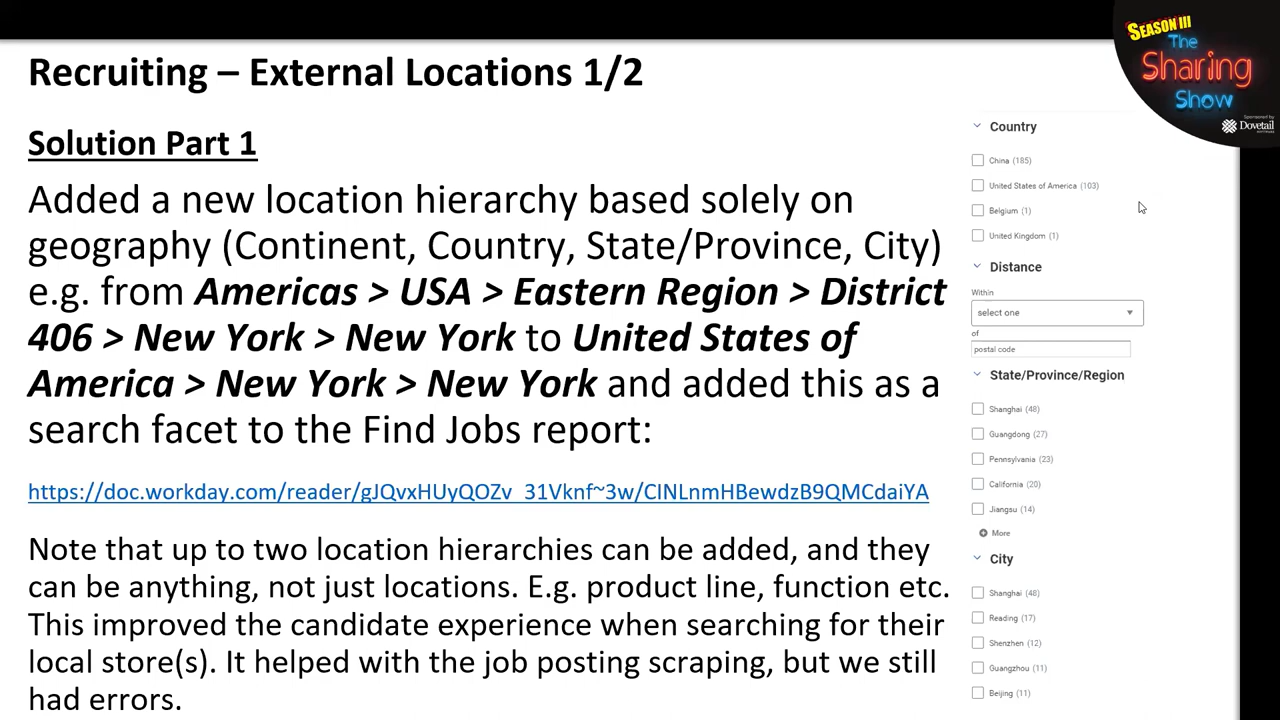 SEASON III
The
Sharing
Show
Sponsored by
Dovetail
SOFTWARE
Recruiting – External Locations 1/2
Solution Part 1
Added a new location hierarchy based solely on
geography (Continent, Country, State/Province, City)
e.g. from Americas > USA > Eastern Region > District
406 > New York > New York to United States of
America > New York > New York and added this as a
search facet to the Find Jobs report:
https://doc.workday.com/reader/gJQvxHUyQOZv_31Vknf~3w/CINLnmHBewdzB9QMCdaiYA
Note that up to two location hierarchies can be added, and they
can be anything, not just locations. E.g. product line, function etc.
This improved the candidate experience when searching for their
local store(s). It helped with the job posting scraping, but we still
had errors.
Country
China (185)
United States of America (103)
Belgium (1)
United Kingdom (1)
Distance
Within
select one
of
postal code
State/Province/Region
Shanghai (48)
Guangdong (27)
Pennsylvania (23)
California (20)
Jiangsu (14)
More
City
Shanghai (48)
Reading (17)
Shenzhen (12)
Guangzhou (11)
Beijing (11)